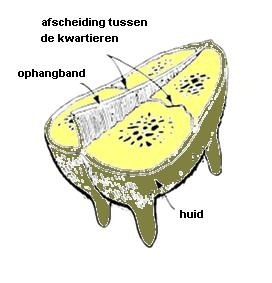 afscheiding tussen
de kwartieren
ophangband
huid